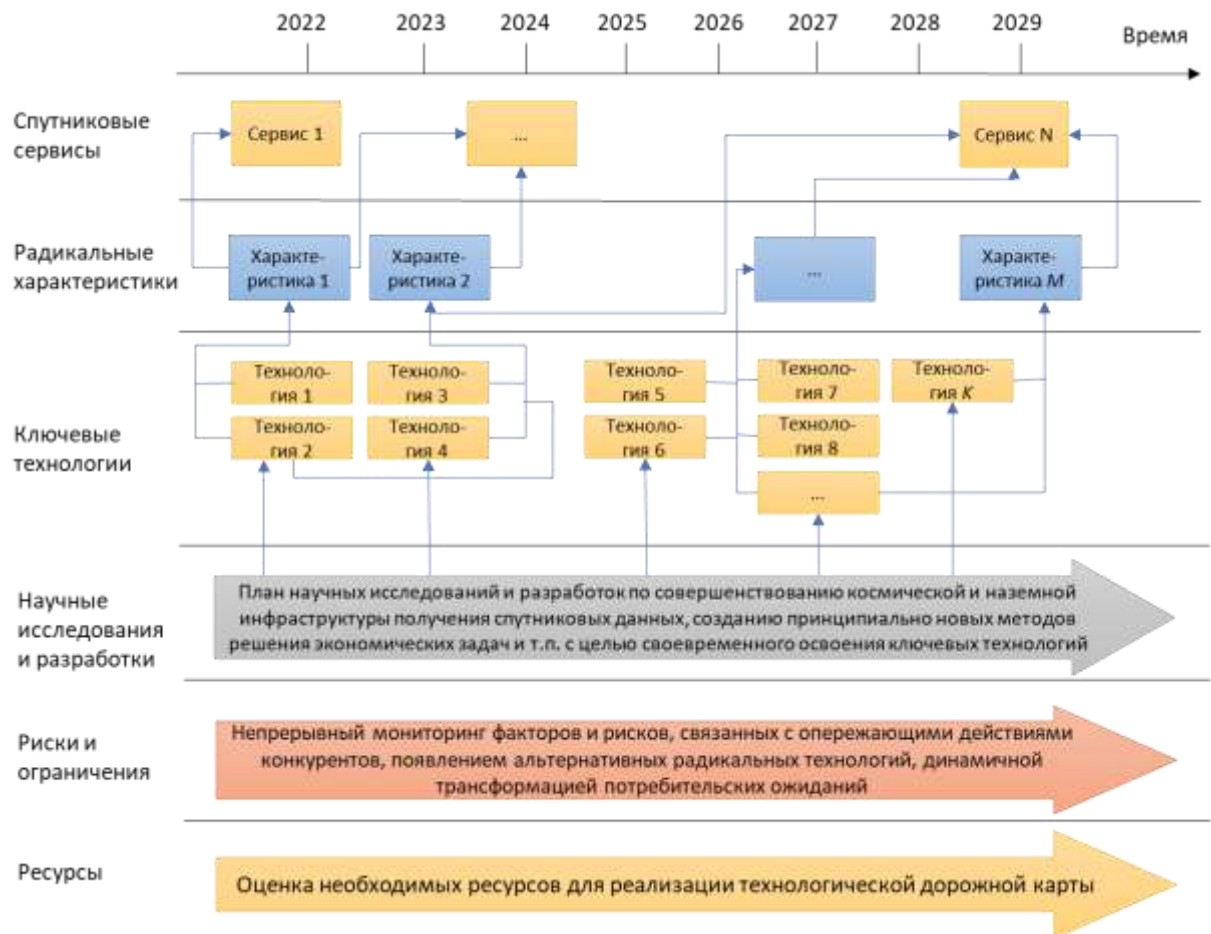 2022 2023 2024 2025 2026 2027 2028 2029
Время
Спутниковые
сервисы
Сервис 1
...
Сервис N
Радикальные
характеристики
Характе-
ристика 1
Характе-
ристика 2
...
Характе-
ристика M
Ключевые
технологии
Техноло-
гия 1
Техноло-
гия 3
Техноло-
гия 5
Техноло-
гия 7
Техноло-
гия K
Техноло-
гия 2
Техноло-
гия 4
Техноло-
гия 6
Техноло-
гия 8
...
Научные
исследования
и разработки
План научных исследований и разработок по совершенствованию космической и наземной
инфраструктуры получения спутниковых данных, созданию принципиально новых методов
решения экономических задач и т.п. с целью своевременного освоения ключевых технологий
Риски и
ограничения
Непрерывный мониторинг факторов и рисков, связанных с опережающими действиями
конкурентов, появлением альтернативных радикальных технологий, динамичной
трансформацией потребительских ожиданий
Ресурсы
Оценка необходимых ресурсов для реализации технологической дорожной карты